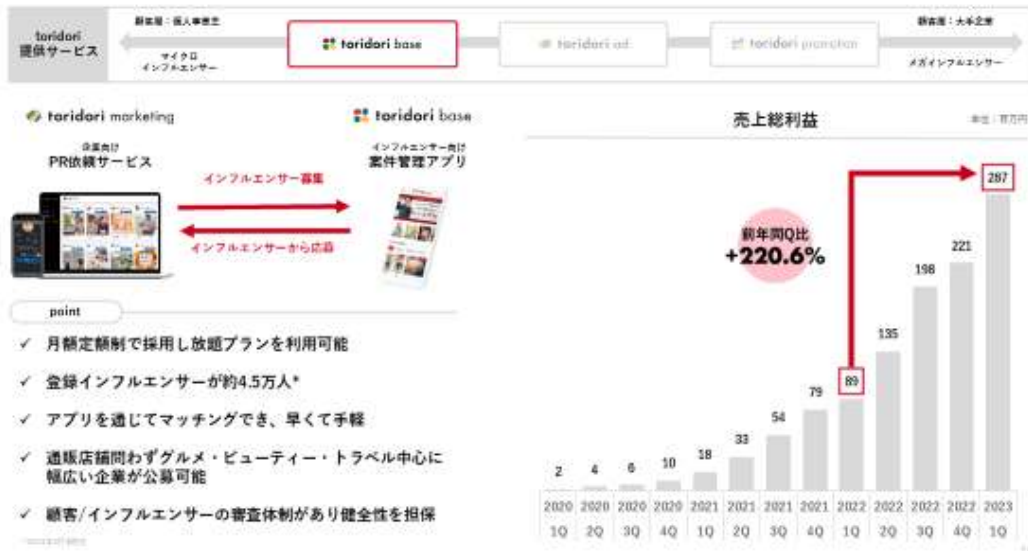 toridori
提供サービス
顧客層：個人事業主
マイクロ
インフルエンサー
toridori base
toridori ad
toridori promotion
顧客層：大手企業
メガインフルエンサー
toridori marketing
企業向け
PR依頼サービス
toridori base
インフルエンサー向け
案件管理アプリ
インフルエンサー募集
インフルエンサーから応募
point
✓ 月額定額制で採用し放題プランを利用可能
✓ 登録インフルエンサーが約4.5万人*
✓ アプリを通じてマッチングでき、早くて手軽
✓ 通販店舗問わずグルメ・ビューティー・トラベル中心に
幅広い企業が公募可能
✓ 顧客/インフルエンサーの審査体制があり健全性を担保
売上総利益
単位：百万円
前年同Q比
+220.6%
2 4 6 10 18 33 54 79 89 135 198 221 287
2020 2020 2020 2020 2021 2021 2021 2021 2022 2022 2022 2022 2023
1Q 2Q 3Q 4Q 1Q 2Q 3Q 4Q 1Q 2Q 3Q 4Q 1Q